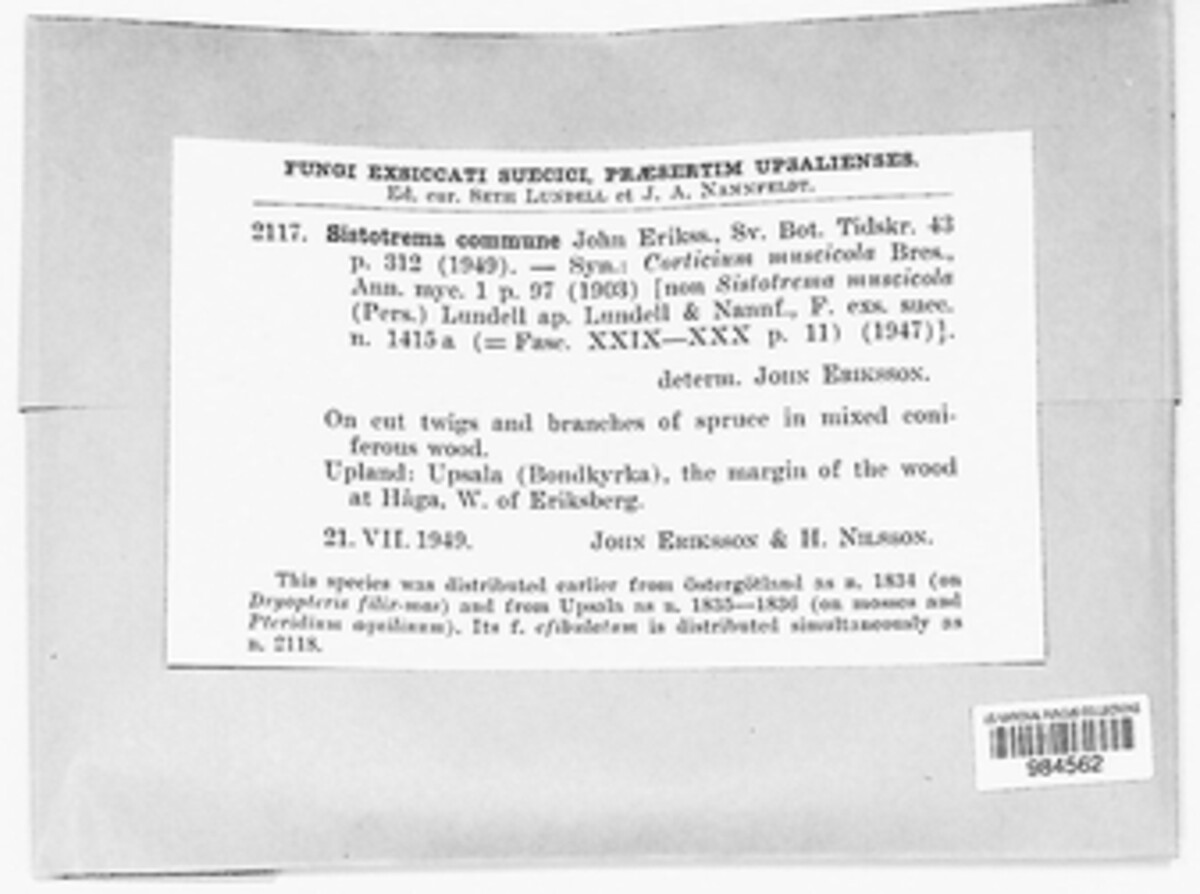 FUNGI EXSICCATI SUECICI, PRÆSERTIM UPSALIENSES.
Ed. cur. SETH LUNDELL et J. A. NANNFELDT.
2117. Sistotrema commune John Erikss., Sv. Bot. Tidskr. 43
p. 312 (1949). — Syn.: Corticium muscicola Bres.,
Ann. myc. 1 p. 97 (1903) [non Sistotrema muscicola
(Pers.) Lundell ap. Lundell & Nannf., F. exs. suec.
n. 1415 a (= Fasc. XXIX—XXX p. 11) (1947)].
determ. JOHN ERIKSSON.
On cut twigs and branches of spruce in mixed coni-
ferous wood.
Upland: Upsala (Bondkyrka), the margin of the wood
at Håga, W. of Eriksberg.
21. VII. 1949. JOHN ERIKSSON & H. NILSSON.
This species was distributed earlier from Östergötland as n. 1834 (on
Dryopteris filix-mas) and from Upsala as n. 1835—1836 (on mosses and
Pteridium aquilinum). Its f. efibulatum is distributed simultaneously as
n. 2118.
US NATIONAL FUNGUS COLLECTIONS
984562